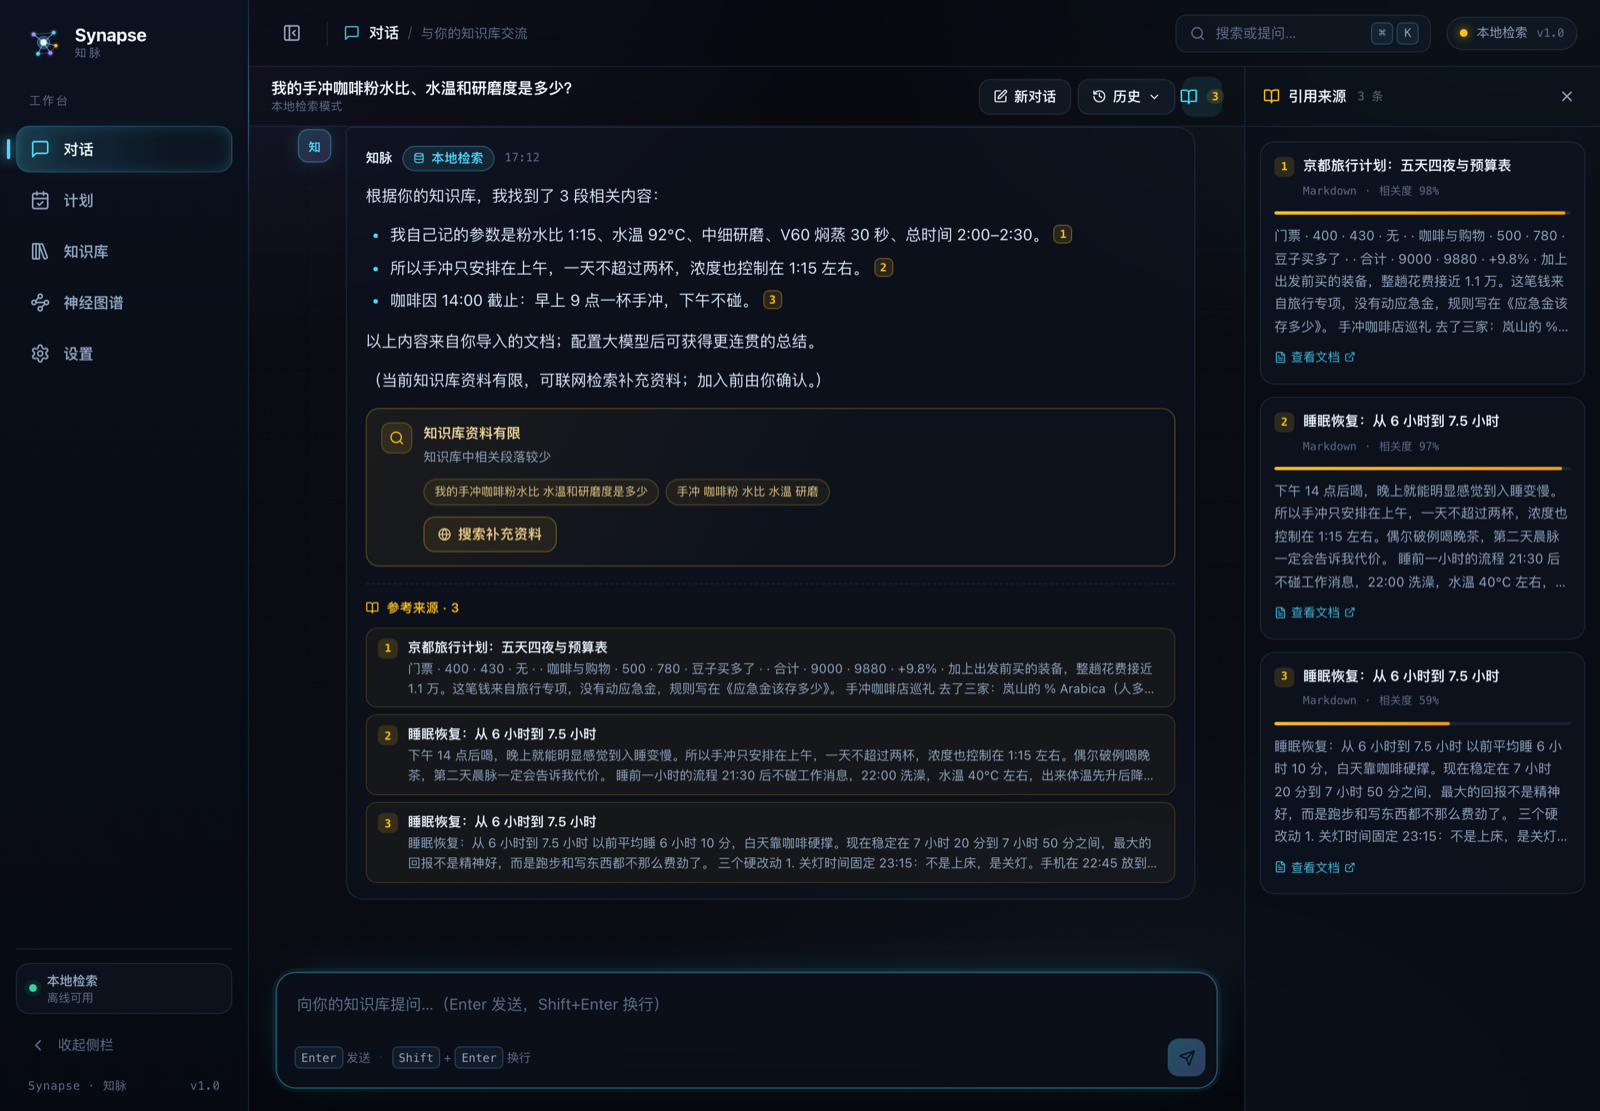 Synapse
知脉
工作台
对话
计划
知识库
神经图谱
设置
本地检索
离线可用
收起侧栏
Synapse · 知脉 v1.0
对话 / 与你的知识库交流
搜索或提问... ⌘ K
本地检索 v1.0
我的手冲咖啡粉水比、水温和研磨度是多少？
本地检索模式
新对话
历史
3
知
知脉 本地检索 17:12
根据你的知识库，我找到了 3 段相关内容：
• 我自己记的参数是粉水比 1:15、水温 92°C、中细研磨、V60 焖蒸 30 秒、总时间 2:00–2:30。 1
• 所以手冲只安排在上午，一天不超过两杯，浓度也控制在 1:15 左右。 2
• 咖啡因 14:00 截止：早上 9 点一杯手冲，下午不碰。 3
以上内容来自你导入的文档；配置大模型后可获得更连贯的总结。
（当前知识库资料有限，可联网检索补充资料；加入前由你确认。）
知识库资料有限
知识库中相关段落较少
我的手冲咖啡粉水比 水温和研磨度是多少
手冲 咖啡粉 水比 水温 研磨
搜索补充资料
参考来源 · 3
1 京都旅行计划：五天四夜与预算表
门票 · 400 · 430 · 无 · · 咖啡与购物 · 500 · 780 · 豆子买多了 · · 合计 · 9000 · 9880 · +9.8% · 加上出发前买的装备，整趟花费接近
1.1 万。这笔钱来自旅行专项，没有动应急金，规则写在《应急金该存多少》。 手冲咖啡店巡礼 去了三家：岚山的 % Arabica（人多...
2 睡眠恢复：从 6 小时到 7.5 小时
下午 14 点后喝，晚上就能明显感觉到入睡变慢。所以手冲只安排在上午，一天不超过两杯，浓度也控制在 1:15 左右。偶尔破例喝晚
茶，第二天晨脉一定会告诉我代价。 睡前一小时的流程 21:30 后不碰工作消息，22:00 洗澡，水温 40°C 左右，出来体温先升后降...
3 睡眠恢复：从 6 小时到 7.5 小时
睡眠恢复：从 6 小时到 7.5 小时 以前平均睡 6 小时 10 分，白天靠咖啡硬撑。现在稳定在 7 小时 20 分到 7 小时 50 分之间，最大的
回报不是精神好，而是跑步和写东西都不那么费劲了。 三个硬改动 1. 关灯时间固定 23:15：不是上床，是关灯。手机在 22:45 放到...
向你的知识库提问...（Enter 发送，Shift+Enter 换行）
Enter 发送 · Shift + Enter 换行
引用来源 3 条
1 京都旅行计划：五天四夜与预算表
Markdown · 相关度 98%
门票 · 400 · 430 · 无 · · 咖啡与购物 · 500 · 780 ·
豆子买多了 · · 合计 · 9000 · 9880 · +9.8% · 加上
出发前买的装备，整趟花费接近 1.1 万。这笔钱来
自旅行专项，没有动应急金，规则写在《应急金该
存多少》。 手冲咖啡店巡礼 去了三家：岚山的 %...
查看文档
2 睡眠恢复：从 6 小时到 7.5 小时
Markdown · 相关度 97%
下午 14 点后喝，晚上就能明显感觉到入睡变慢。
所以手冲只安排在上午，一天不超过两杯，浓度也
控制在 1:15 左右。偶尔破例喝晚茶，第二天晨脉
一定会告诉我代价。 睡前一小时的流程 21:30 后
不碰工作消息，22:00 洗澡，水温 40°C 左右，...
查看文档
3 睡眠恢复：从 6 小时到 7.5 小时
Markdown · 相关度 59%
睡眠恢复：从 6 小时到 7.5 小时 以前平均睡 6 小
时 10 分，白天靠咖啡硬撑。现在稳定在 7 小时
20 分到 7 小时 50 分之间，最大的回报不是精神
好，而是跑步和写东西都不那么费劲了。 三个硬
改动 1. 关灯时间固定 23:15：不是上床，是关灯...
查看文档